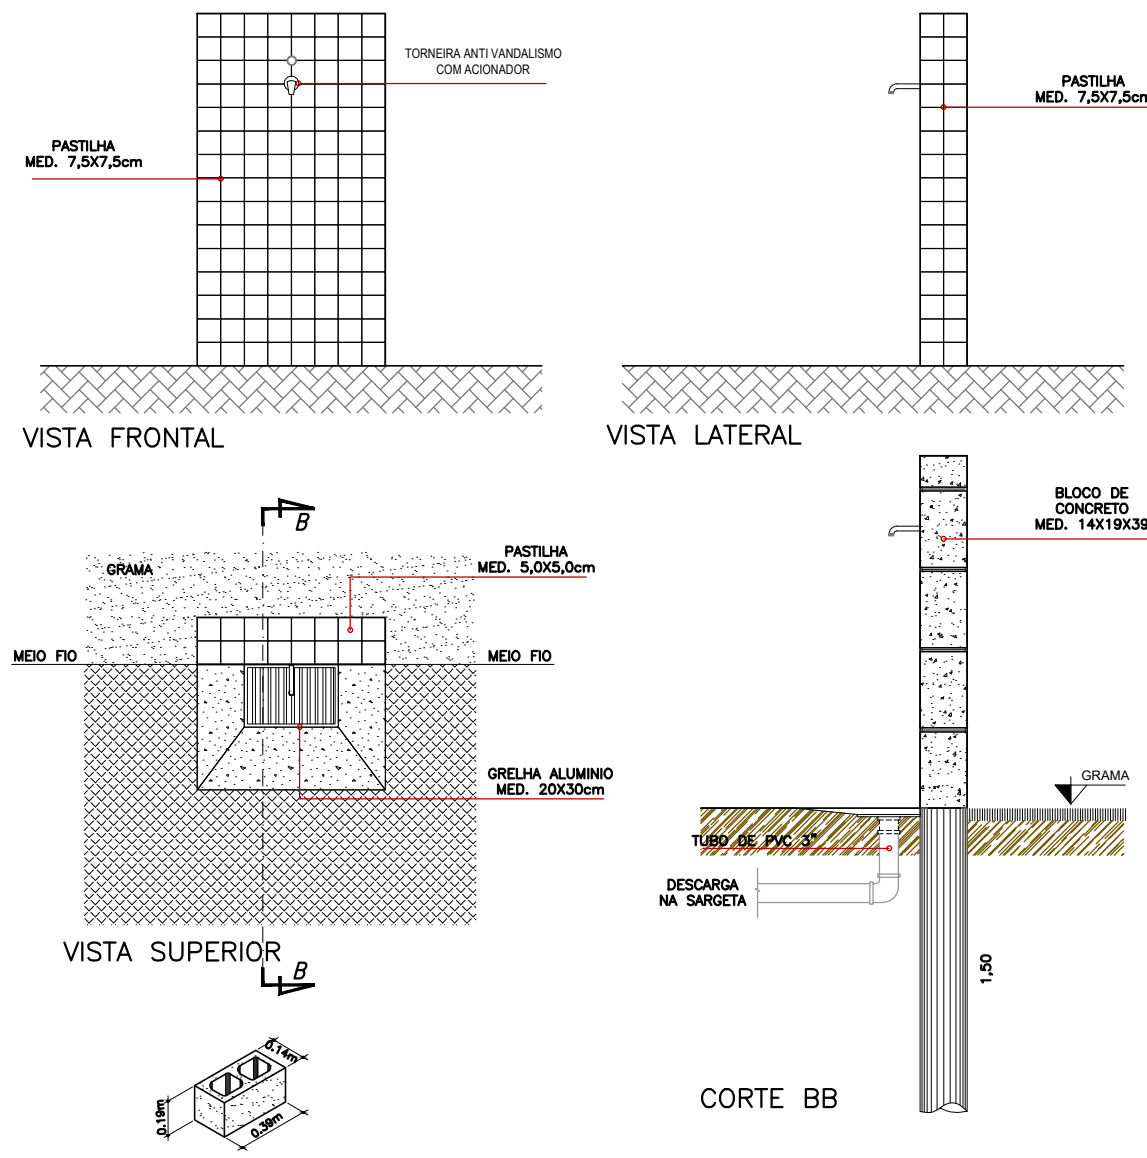 TORNEIRA ANTI VANDALISMO
COM ACIONADOR
PASTILHA
MED. 7,5X7,5cm
PASTILHA
MED. 7,5X7,5cm
VISTA FRONTAL
VISTA LATERAL
B
GRAMA
PASTILHA
MED. 5,0X5,0cm
MEIO FIO
MEIO FIO
GRELHA ALUMINIO
MED. 20X30cm
VISTA SUPERIOR
B
BLOCO DE
CONCRETO
MED. 14X19X39
GRAMA
TUBO DE PVC 3"
DESCARGA
NA SARGETA
1,50
CORTE BB
0.14m
0.19m
0.39m